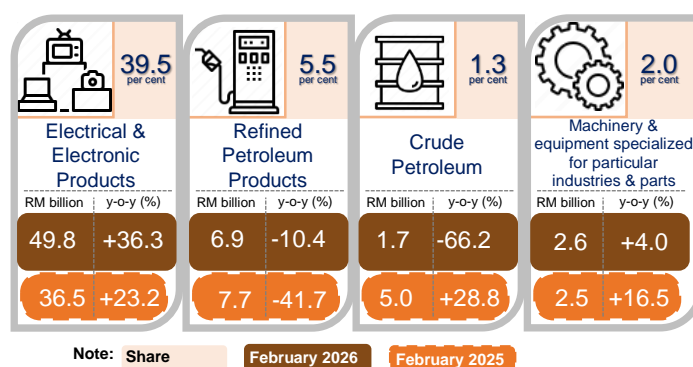 39.5
per cent
Electrical &
Electronic
Products
RM billion y-o-y (%)
49.8 +36.3
36.5 +23.2
5.5
per cent
Refined
Petroleum
Products
RM billion y-o-y (%)
6.9 -10.4
7.7 -41.7
1.3
per cent
Crude
Petroleum
RM billion y-o-y (%)
1.7 -66.2
5.0 +28.8
2.0
per cent
Machinery &
equipment specialized
for particular
industries & parts
RM billion y-o-y (%)
2.6 +4.0
2.5 +16.5
Note: Share February 2026 February 2025